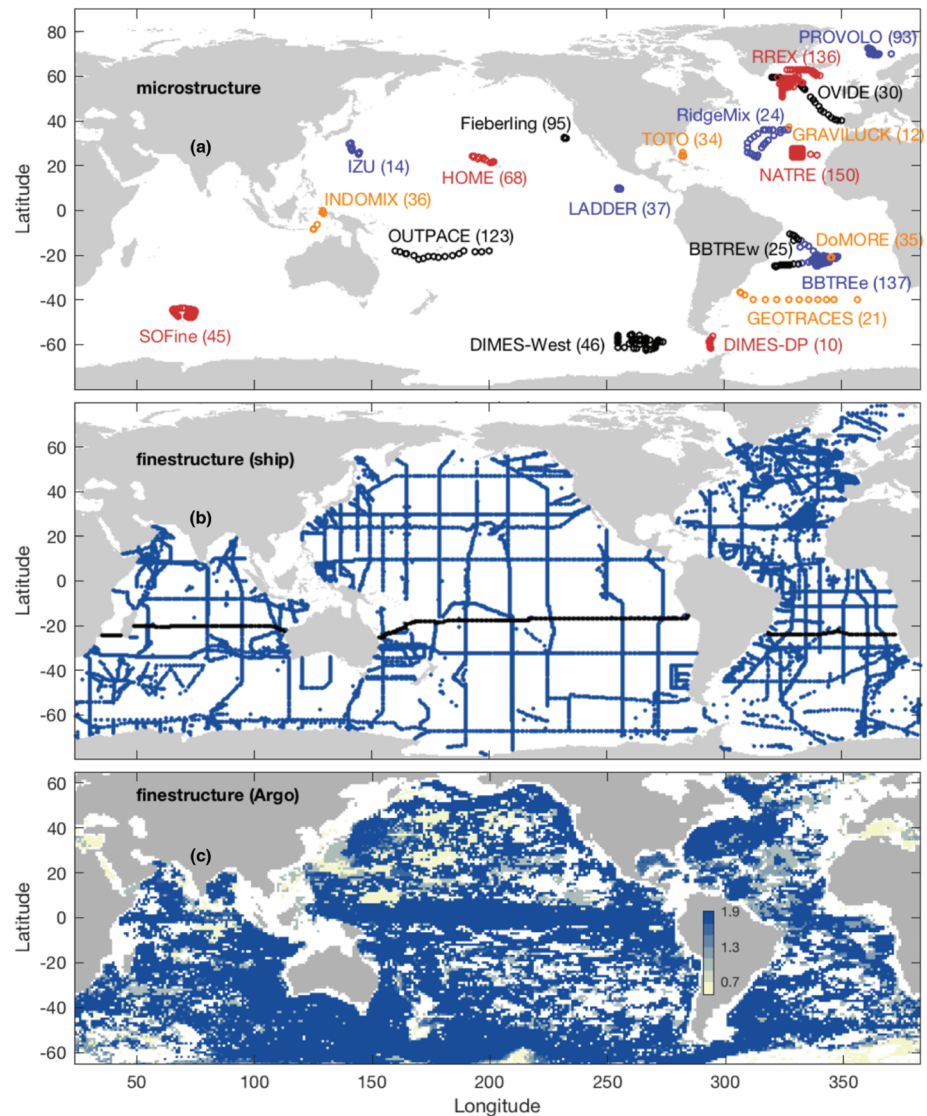 80
60
40
20
0
-20
-40
-60
Latitude
microstructure
(a)
PROVOLO (93)
RREX (136)
OVIDE (30)
RidgeMix (24)
GRAVILUCK (12)
Fieberling (95)
TOTO (34)
IZU (14)
HOME (68)
NATRE (150)
INDOMIX (36)
LADDER (37)
OUTPACE (123)
BBTREw (25)
DoMORE (35)
BBTREe (137)
GEOTRACES (21)
SOFine (45)
DIMES-West (46)
DIMES-DP (10)
60
40
20
0
-20
-40
-60
Latitude
finestructure (ship)
(b)
60
40
20
0
-20
-40
-60
Latitude
finestructure (Argo)
(c)
1.9
1.3
0.7
50
100
150
200
250
300
350
Longitude